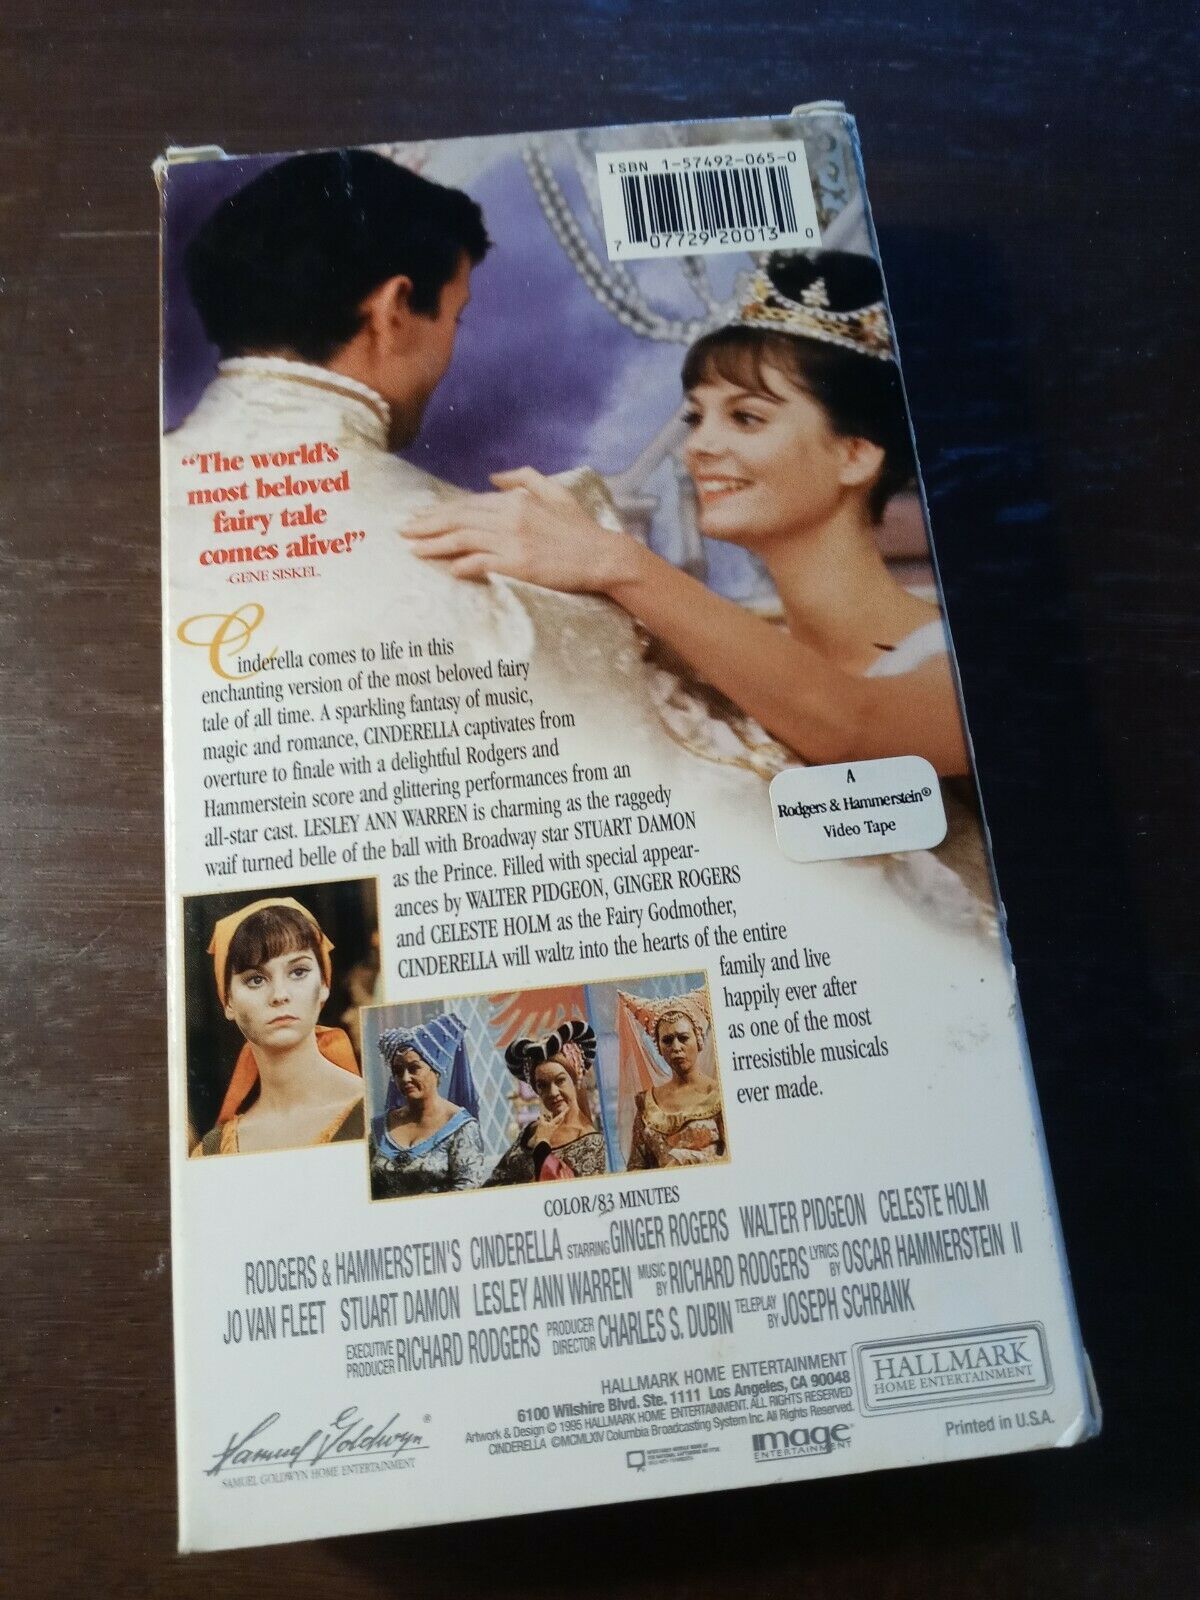 ISBN 1-57492-065-0
7 07729 20013 0
“The world's
most beloved
fairy tale
comes alive!”
-GENE SISKEL
Cinderella comes to life in this
enchanting version of the most beloved fairy
tale of all time. A sparkling fantasy of music,
magic and romance, CINDERELLA captivates from
overture to finale with a delightful Rodgers and
Hammerstein score and glittering performances from an
all-star cast. LESLEY ANN WARREN is charming as the raggedy
waif turned belle of the ball with Broadway star STUART DAMON
as the Prince. Filled with special appear-
ances by WALTER PIDGEON, GINGER ROGERS
and CELESTE HOLM as the Fairy Godmother,
CINDERELLA will waltz into the hearts of the entire
family and live
happily ever after
as one of the most
irresistible musicals
ever made.
A
Rodgers & Hammerstein®
Video Tape
COLOR/83 MINUTES
RODGERS & HAMMERSTEIN'S CINDERELLA STARRING GINGER ROGERS WALTER PIDGEON CELESTE HOLM
JO VAN FLEET STUART DAMON LESLEY ANN WARREN MUSIC BY RICHARD RODGERS LYRICS BY OSCAR HAMMERSTEIN II
EXECUTIVE PRODUCER RICHARD RODGERS PRODUCER DIRECTOR CHARLES S. DUBIN TELEPLAY BY JOSEPH SCHRANK
HALLMARK HOME ENTERTAINMENT
6100 Wilshire Blvd. Ste. 1111 Los Angeles, CA 90048
Artwork & Design © 1995 HALLMARK HOME ENTERTAINMENT. ALL RIGHTS RESERVED
CINDERELLA ©MCMLXIV Columbia Broadcasting System Inc. All Rights Reserved.
HALLMARK
HOME ENTERTAINMENT
Samuel Goldwyn®
SAMUEL GOLDWYN HOME ENTERTAINMENT
image
ENTERTAINMENT
Printed in U.S.A.